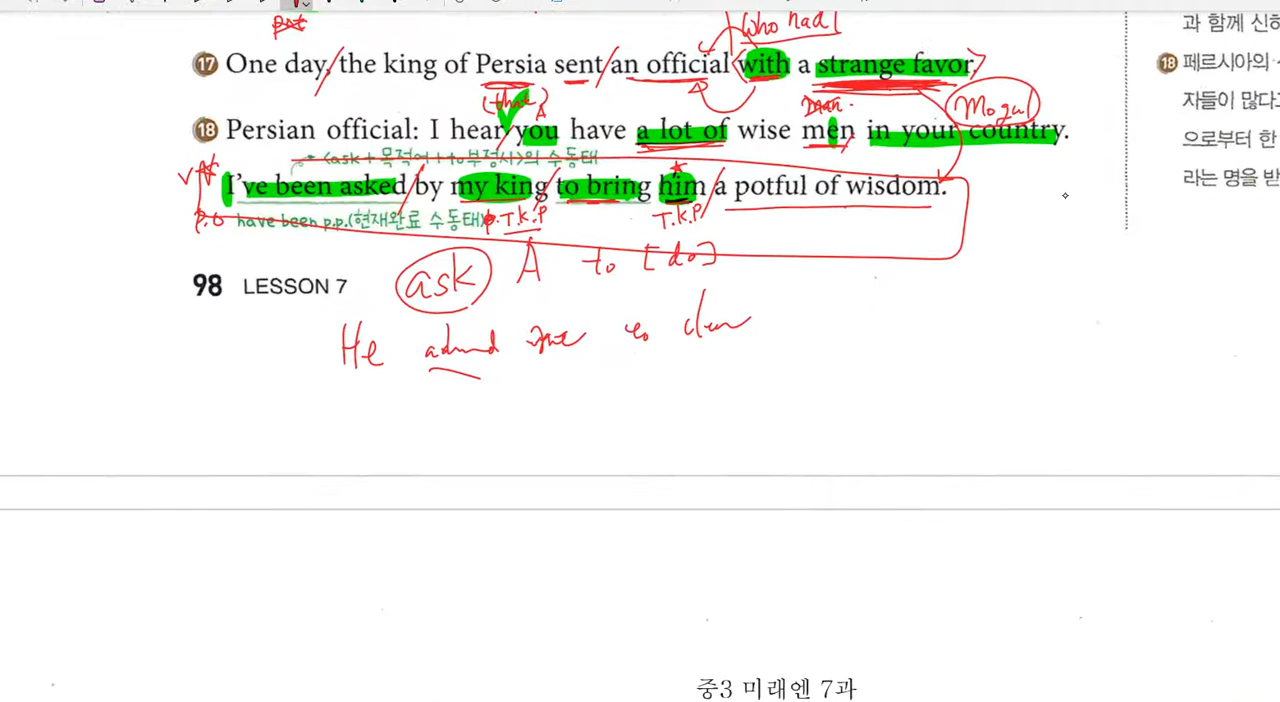 who had
과 함께 신하
17 One day, the king of Persia sent an official with a strange favor.
18 페르시아의
(that) A
Mogul
자들이 많다고
18 Persian official: I hear you have a lot of wise men in your country.
으로부터 한
<ask + 목적어 + to부정사>의 수동태
I've been asked by my king to bring him a potful of wisdom.
라는 명을 받
P.O have been p.p.(현재완료 수동태) T.K.P T.K.P
ask A to [do]
98 LESSON 7
He
중3 미래엔 7과